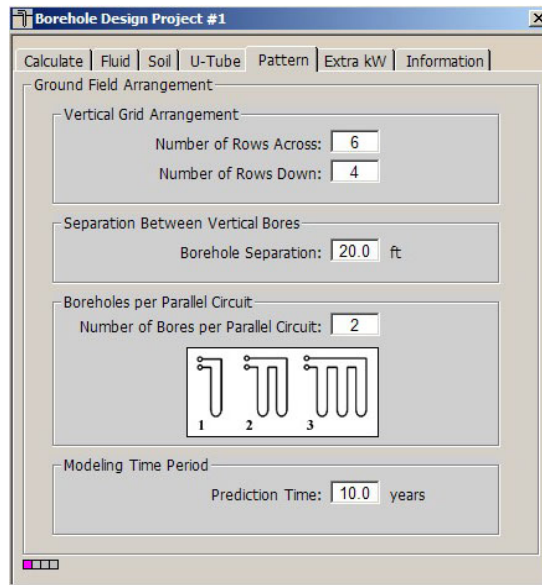 Borehole Design Project #1
Calculate Fluid Soil U-Tube Pattern Extra kW Information
Ground Field Arrangement
Vertical Grid Arrangement
Number of Rows Across: 6
Number of Rows Down: 4
Separation Between Vertical Bores
Borehole Separation: 20.0 ft
Boreholes per Parallel Circuit
Number of Bores per Parallel Circuit: 2
1 2 3
Modeling Time Period
Prediction Time: 10.0 years